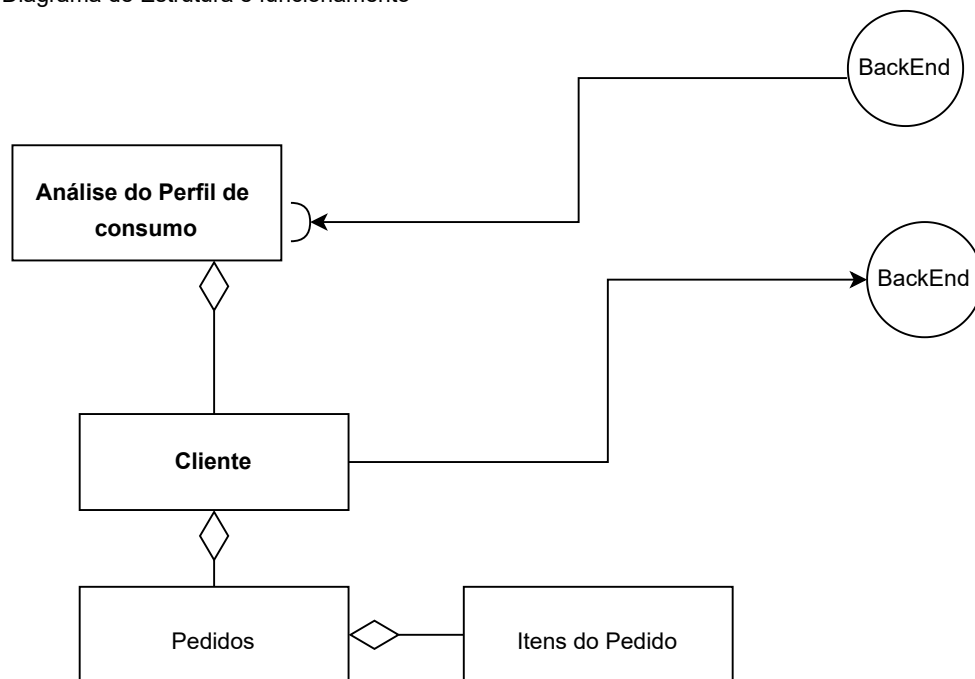 Diagrama de Estrutura e funcionamento
BackEnd
Análise do Perfil de
consumo
BackEnd
Cliente
Pedidos
Itens do Pedido